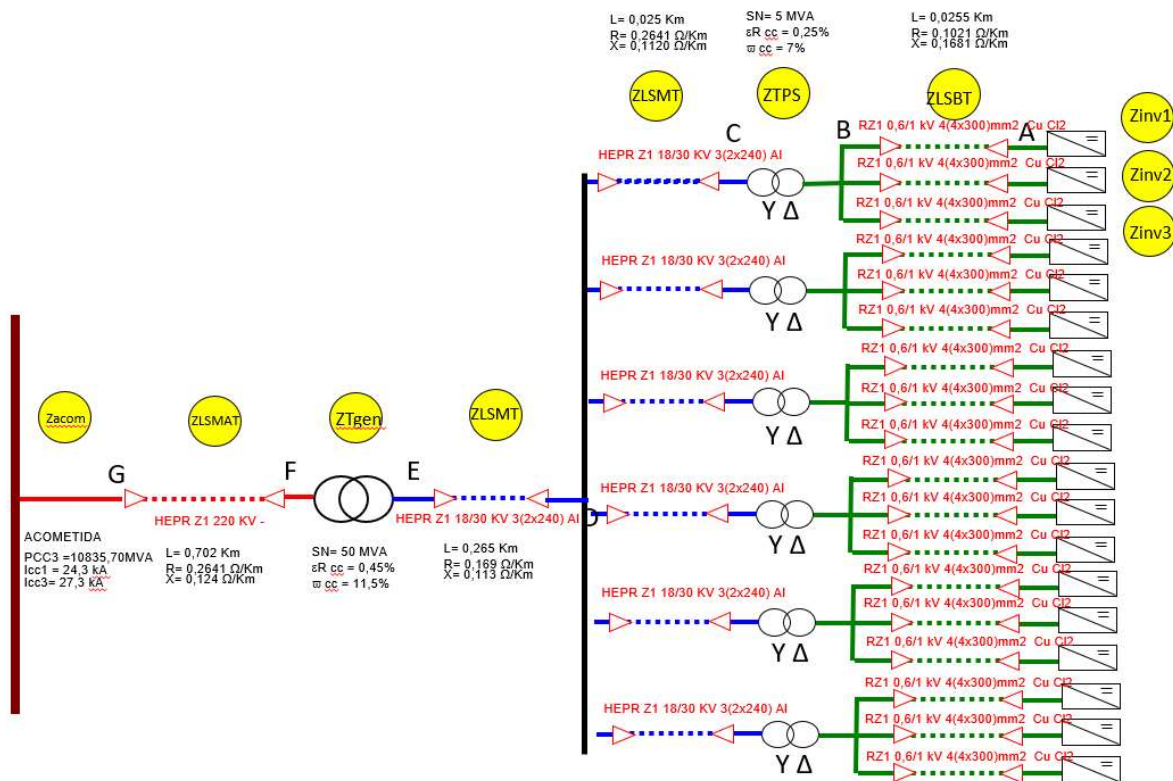 L= 0,025 Km
R= 0,2641 Ω/Km
X= 0,1120 Ω/Km
SN= 5 MVA
εR cc = 0,25%
ϖ cc = 7%
L= 0,0255 Km
R= 0,1021 Ω/Km
X= 0,1681 Ω/Km
ZLSMT
ZTPS
ZLSBT
Zinv1
Zinv2
Zinv3
C
B
A
HEPR Z1 18/30 KV 3(2x240) Al
Y Δ
RZ1 0,6/1 kV 4(4x300)mm2 Cu Cl2
RZ1 0,6/1 kV 4(4x300)mm2 Cu Cl2
RZ1 0,6/1 kV 4(4x300)mm2 Cu Cl2
HEPR Z1 18/30 KV 3(2x240) Al
Y Δ
RZ1 0,6/1 kV 4(4x300)mm2 Cu Cl2
RZ1 0,6/1 kV 4(4x300)mm2 Cu Cl2
RZ1 0,6/1 kV 4(4x300)mm2 Cu Cl2
HEPR Z1 18/30 KV 3(2x240) Al
Y Δ
RZ1 0,6/1 kV 4(4x300)mm2 Cu Cl2
RZ1 0,6/1 kV 4(4x300)mm2 Cu Cl2
RZ1 0,6/1 kV 4(4x300)mm2 Cu Cl2
HEPR Z1 18/30 KV 3(2x240) Al
Y Δ
RZ1 0,6/1 kV 4(4x300)mm2 Cu Cl2
RZ1 0,6/1 kV 4(4x300)mm2 Cu Cl2
RZ1 0,6/1 kV 4(4x300)mm2 Cu Cl2
HEPR Z1 18/30 KV 3(2x240) Al
Y Δ
RZ1 0,6/1 kV 4(4x300)mm2 Cu Cl2
RZ1 0,6/1 kV 4(4x300)mm2 Cu Cl2
RZ1 0,6/1 kV 4(4x300)mm2 Cu Cl2
HEPR Z1 18/30 KV 3(2x240) Al
Y Δ
RZ1 0,6/1 kV 4(4x300)mm2 Cu Cl2
RZ1 0,6/1 kV 4(4x300)mm2 Cu Cl2
RZ1 0,6/1 kV 4(4x300)mm2 Cu Cl2
Zacom
ZLSMAT
ZTgen
ZLSMT
G
F
E
D
HEPR Z1 220 KV -
HEPR Z1 18/30 KV 3(2x240) Al
ACOMETIDA
PCC3 =10835,70MVA
Icc1 = 24,3 kA
Icc3= 27,3 kA
L= 0,702 Km
R= 0,2641 Ω/Km
X= 0,124 Ω/Km
SN= 50 MVA
εR cc = 0,45%
ϖ cc = 11,5%
L= 0,265 Km
R= 0,169 Ω/Km
X= 0,113 Ω/Km